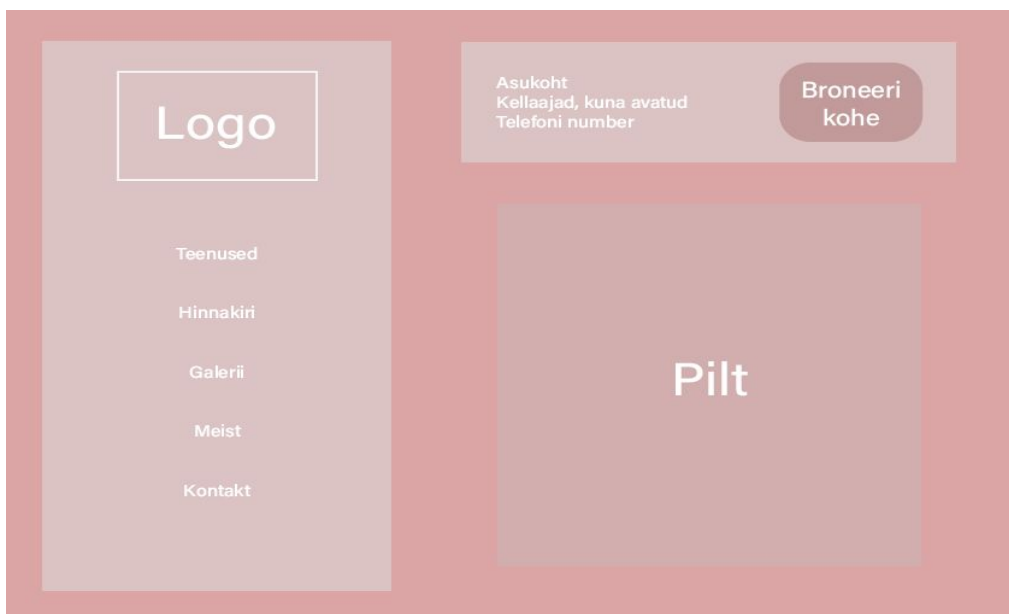 Logo
Teenused
Hinnakiri
Galerii
Meist
Kontakt
Asukoht
Kellaajad, kuna avatud
Telefoni number
Broneeri
kohe
Pilt